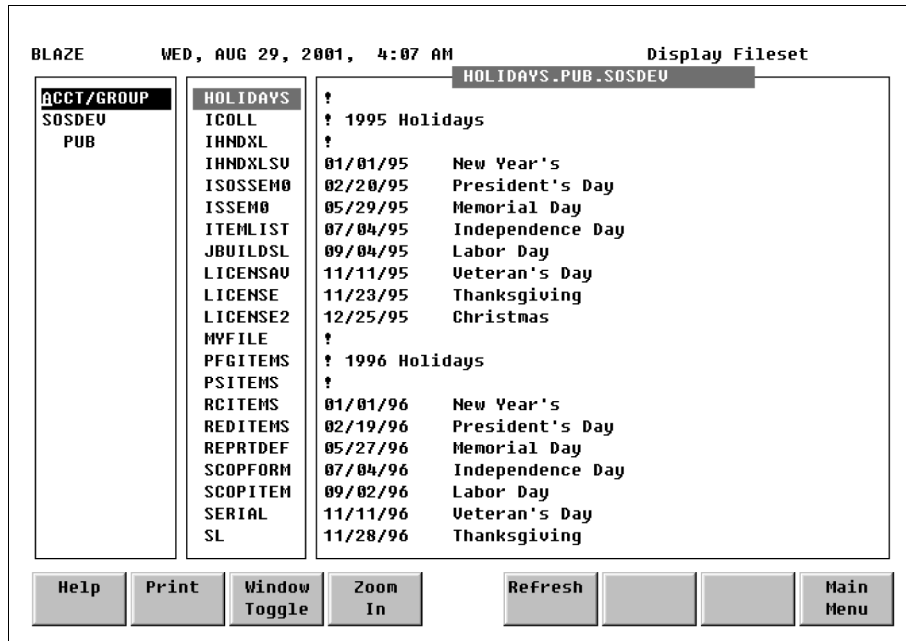 BLAZE WED, AUG 29, 2001, 4:07 AM Display Fileset
HOLIDAYS.PUB.SOSDEV
ACCT/GROUP
SOSDEV
PUB
HOLIDAYS
ICOLL
IHNDXL
IHNDXLSV
ISOSSEM0
ISSEM0
ITEMLIST
JBUILDSL
LICENSAV
LICENSE
LICENSE2
MYFILE
PFGITEMS
PSITEMS
RCITEMS
REDITEMS
REPRTDEF
SCOPFORM
SCOPITEM
SERIAL
SL
!
! 1995 Holidays
!
01/01/95 New Year's
02/20/95 President's Day
05/29/95 Memorial Day
07/04/95 Independence Day
09/04/95 Labor Day
11/11/95 Veteran's Day
11/23/95 Thanksgiving
12/25/95 Christmas
!
! 1996 Holidays
!
01/01/96 New Year's
02/19/96 President's Day
05/27/96 Memorial Day
07/04/96 Independence Day
09/02/96 Labor Day
11/11/96 Veteran's Day
11/28/96 Thanksgiving
Help
Print
Window
Toggle
Zoom
In
Refresh
Main
Menu